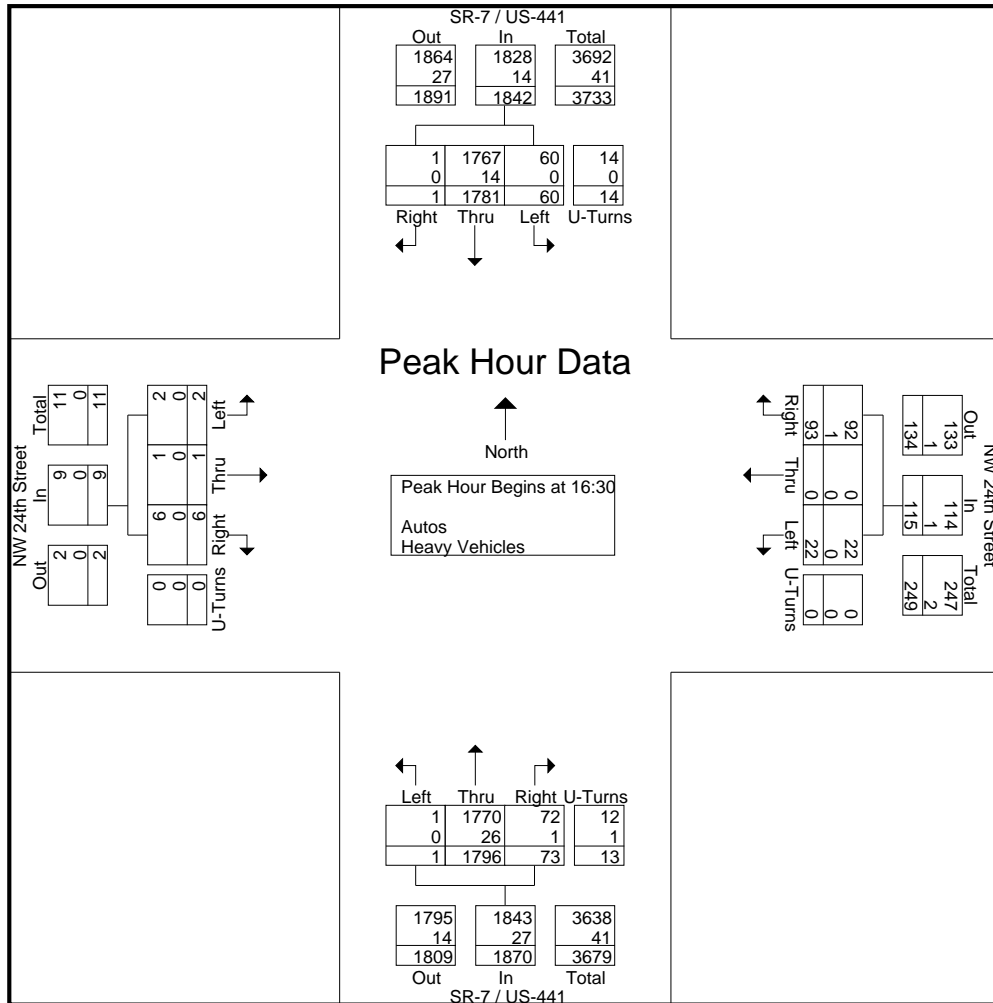 SR-7 / US-441
Out In Total
1864 1828 3692
27 14 41
1891 1842 3733
1 1767 60 14
0 14 0 0
1 1781 60 14
Right Thru Left U-Turns
Peak Hour Data
North
Peak Hour Begins at 16:30
Autos
Heavy Vehicles
NW 24th Street
Out In Total
2 9 11
0 0 0
2 9 11
U-Turns Right Thru Left
0 6 1 2
0 0 0 0
0 6 1 2
NW 24th Street
Out In Total
133 114 247
1 1 2
134 115 249
Right Thru Left U-Turns
92 0 22 0
1 0 0 0
93 0 22 0
Left Thru Right U-Turns
1 1770 72 12
0 26 1 1
1 1796 73 13
1795 1843 3638
14 27 41
1809 1870 3679
Out In Total
SR-7 / US-441